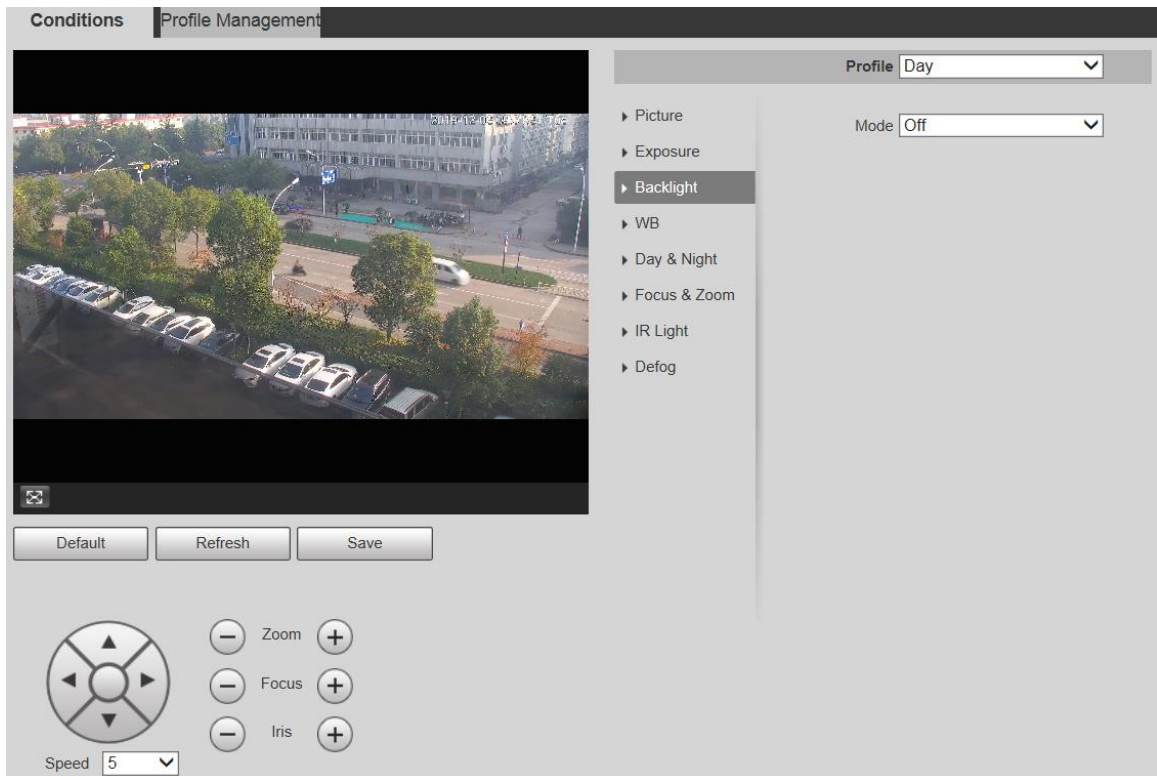 Conditions
Profile Management
Profile Day
Picture
Mode Off
Exposure
Backlight
WB
Day & Night
Focus & Zoom
IR Light
Defog
Default
Refresh
Save
Zoom
Focus
Iris
Speed 5